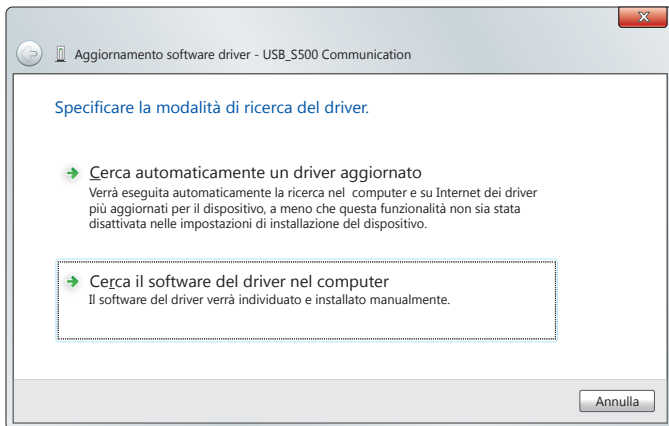 Aggiornamento software driver - USB_S500 Communication
Specificare la modalità di ricerca del driver.
Cerca automaticamente un driver aggiornato
Verrà eseguita automaticamente la ricerca nel computer e su Internet dei driver
più aggiornati per il dispositivo, a meno che questa funzionalità non sia stata
disattivata nelle impostazioni di installazione del dispositivo.
Cerca il software del driver nel computer
Il software del driver verrà individuato e installato manualmente.
Annulla